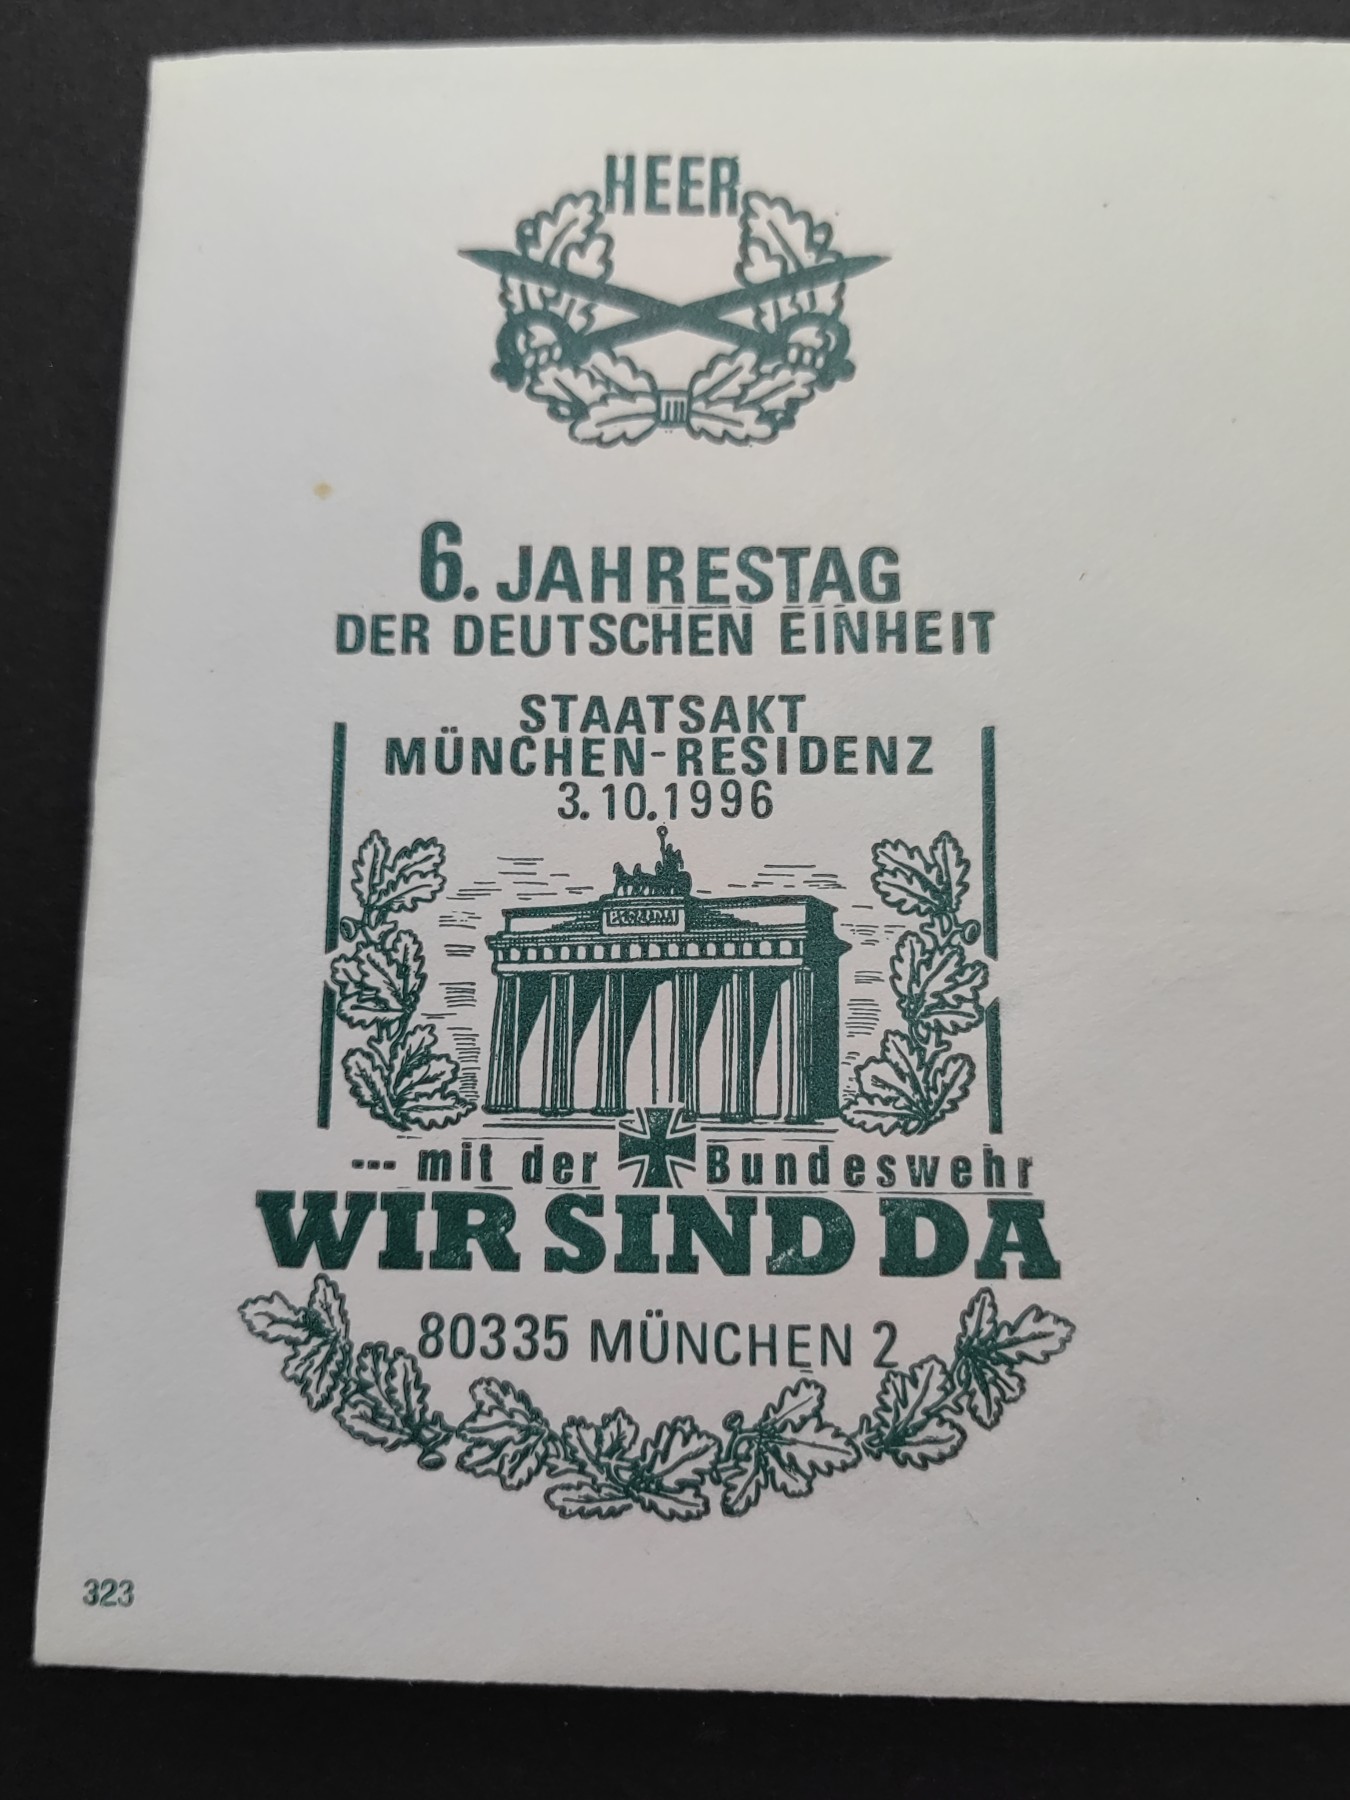 HEER
6. JAHRESTAG
DER DEUTSCHEN EINHEIT
STAATSAKT
MÜNCHEN-RESIDENZ
3.10.1996
--- mit der Bundeswehr
WIR SIND DA
80335 MÜNCHEN 2
323